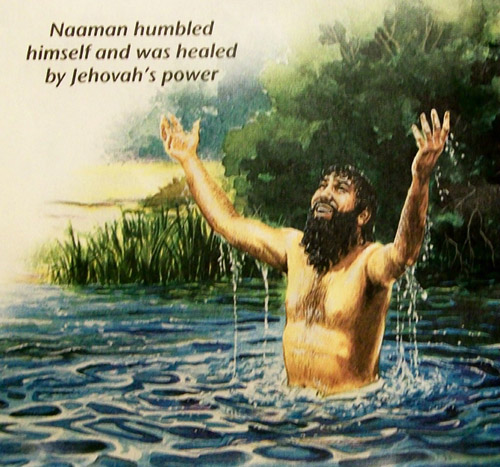 Naaman humbled
himself and was healed
by Jehovah's power